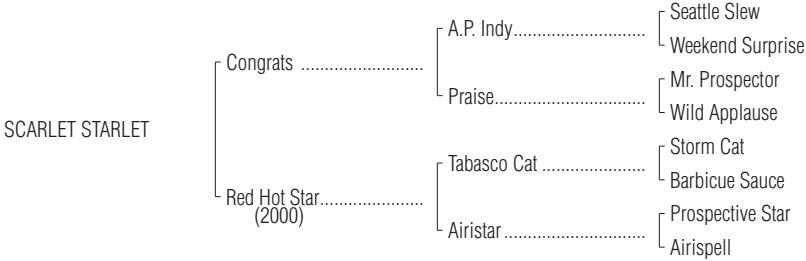 Seattle Slew
A.P. Indy..............................
Weekend Surprise
Congrats ............................
Mr. Prospector
Praise...................................
Wild Applause
SCARLET STARLET
Storm Cat
Tabasco Cat ........................
Barbicue Sauce
Red Hot Star........................
(2000)
Prospective Star
Airistar.................................
Airispell